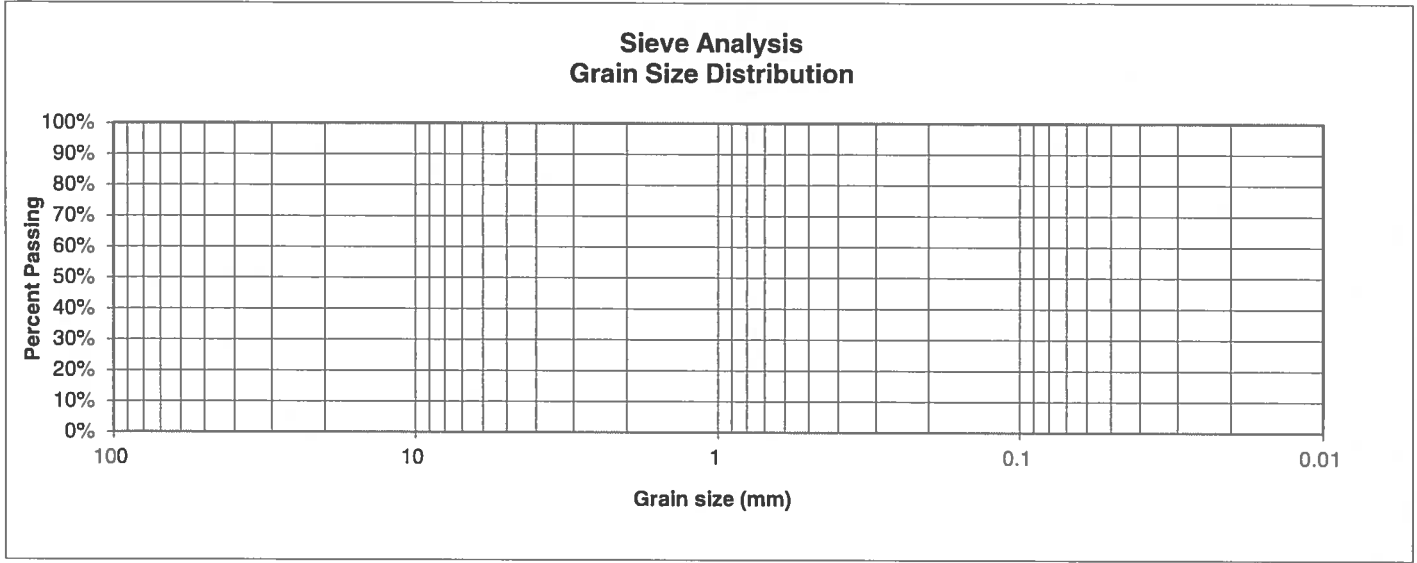 Sieve Analysis
Grain Size Distribution
Percent Passing
100%
90%
80%
70%
60%
50%
40%
30%
20%
10%
0%
100 10 1 0.1 0.01
Grain size (mm)